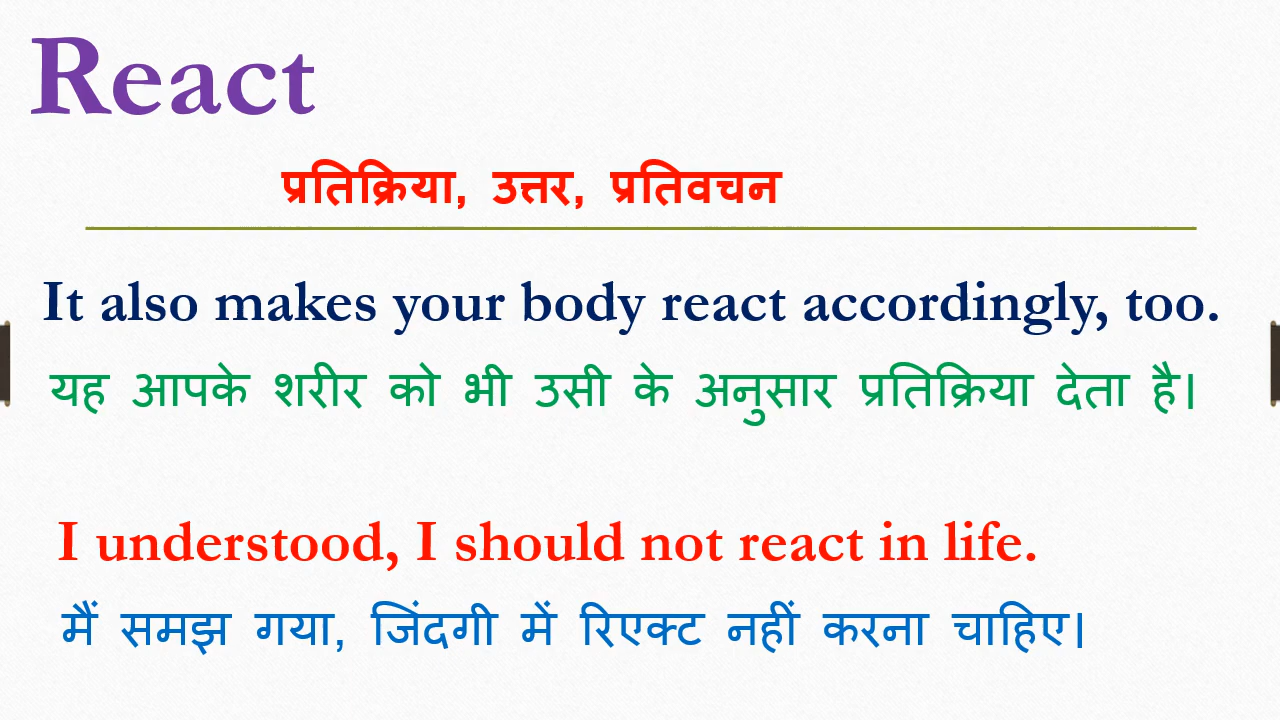 React
प्रतिक्रिया, उत्तर, प्रतिवचन
It also makes your body react accordingly, too.
यह आपके शरीर को भी उसी के अनुसार प्रतिक्रिया देता है।
I understood, I should not react in life.
मैं समझ गया, जिंदगी में रिएक्ट नहीं करना चाहिए।